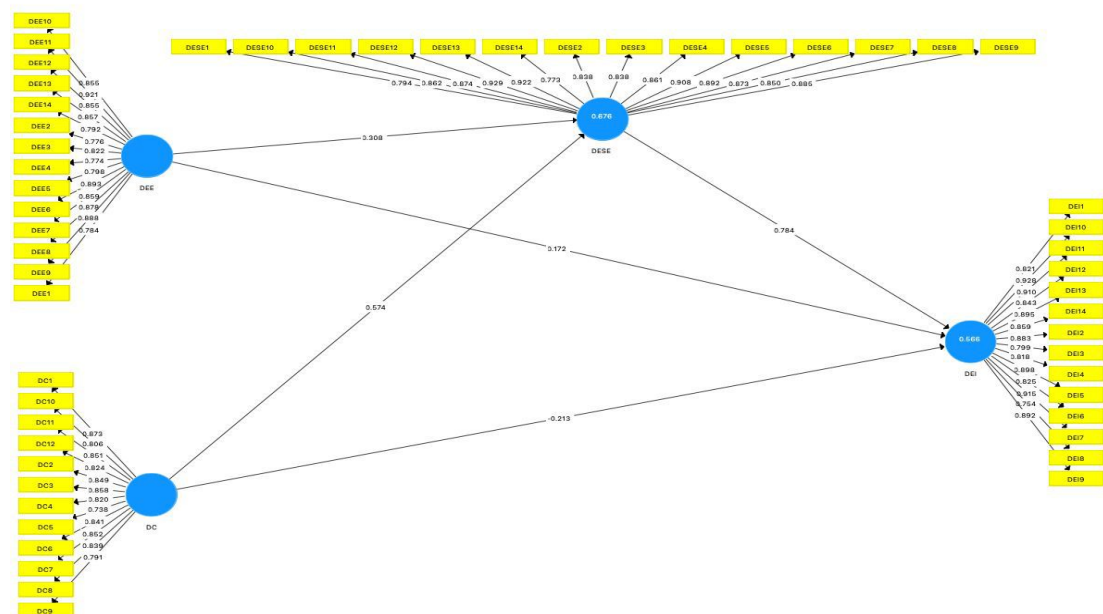 DEE10
DEE11
DEE12
DEE13
DEE14
DEE2
DEE3
DEE4
DEE5
DEE6
DEE7
DEE8
DEE9
DEE1
0.855
0.921
0.855
0.857
0.792
0.776
0.822
0.774
0.798
0.893
0.859
0.878
0.888
0.784
DEE
DESE1
DESE10
DESE11
DESE12
DESE13
DESE14
DESE2
DESE3
DESE4
DESE5
DESE6
DESE7
DESE8
DESE9
0.794
0.862
0.874
0.929
0.922
0.773
0.838
0.838
0.861
0.908
0.892
0.873
0.850
0.885
0.676
DESE
0.308
0.172
0.574
0.784
-0.213
DEI1
DEI10
DEI11
DEI12
DEI13
DEI14
DEI2
DEI3
DEI4
DEI5
DEI6
DEI7
DEI8
DEI9
0.821
0.928
0.910
0.843
0.895
0.859
0.883
0.799
0.818
0.898
0.825
0.915
0.754
0.892
0.568
DEI
DC1
DC10
DC11
DC12
DC2
DC3
DC4
DC5
DC6
DC7
DC8
DC9
0.873
0.806
0.851
0.824
0.849
0.858
0.820
0.738
0.841
0.852
0.839
0.791
DC